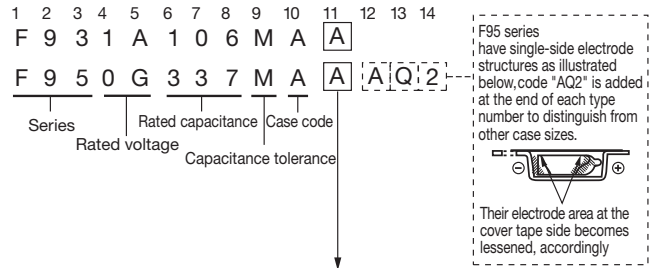 1 2 3 4 5 6 7 8 9 10 11 12 13 14
F 9 3 1 A 1 0 6 M A A
F 9 5 0 G 3 3 7 M A A A Q 2
Series
Rated voltage
Rated capacitance
Capacitance tolerance
Case code
F95 series
have single-side electrode
structures as illustrated
below,code "AQ2" is added
at the end of each type
number to distinguish from
other case sizes.
⊖ ⊕
Their electrode area at the
cover tape side becomes
lessened, accordingly